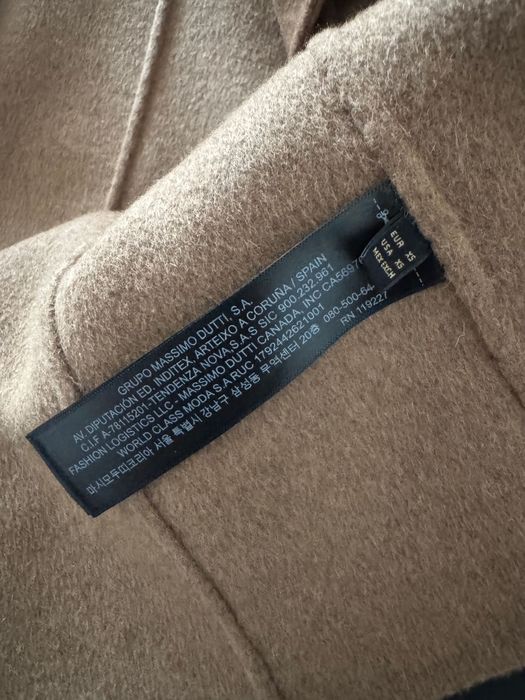 GRUPO MASSIMO DUTTI, S.A.
AV. DIPUTACIÓN ED. INDITEX, ARTEIXO A CORUÑA / SPAIN
C.I.F A-78115201-TENDENZA NOVA,S.A.S SIC 900.232.961
FASHION LOGISTICS LLC - MASSIMO DUTTI CANADA, INC CA5697
WORLD CLASS MODA S.A RUC 1792442621001
마시모두띠코리아 서울 특별시 강남구 삼성동 무역센터 20층 080-500-64
RN 119227
EUR XS
USA XS
MEX